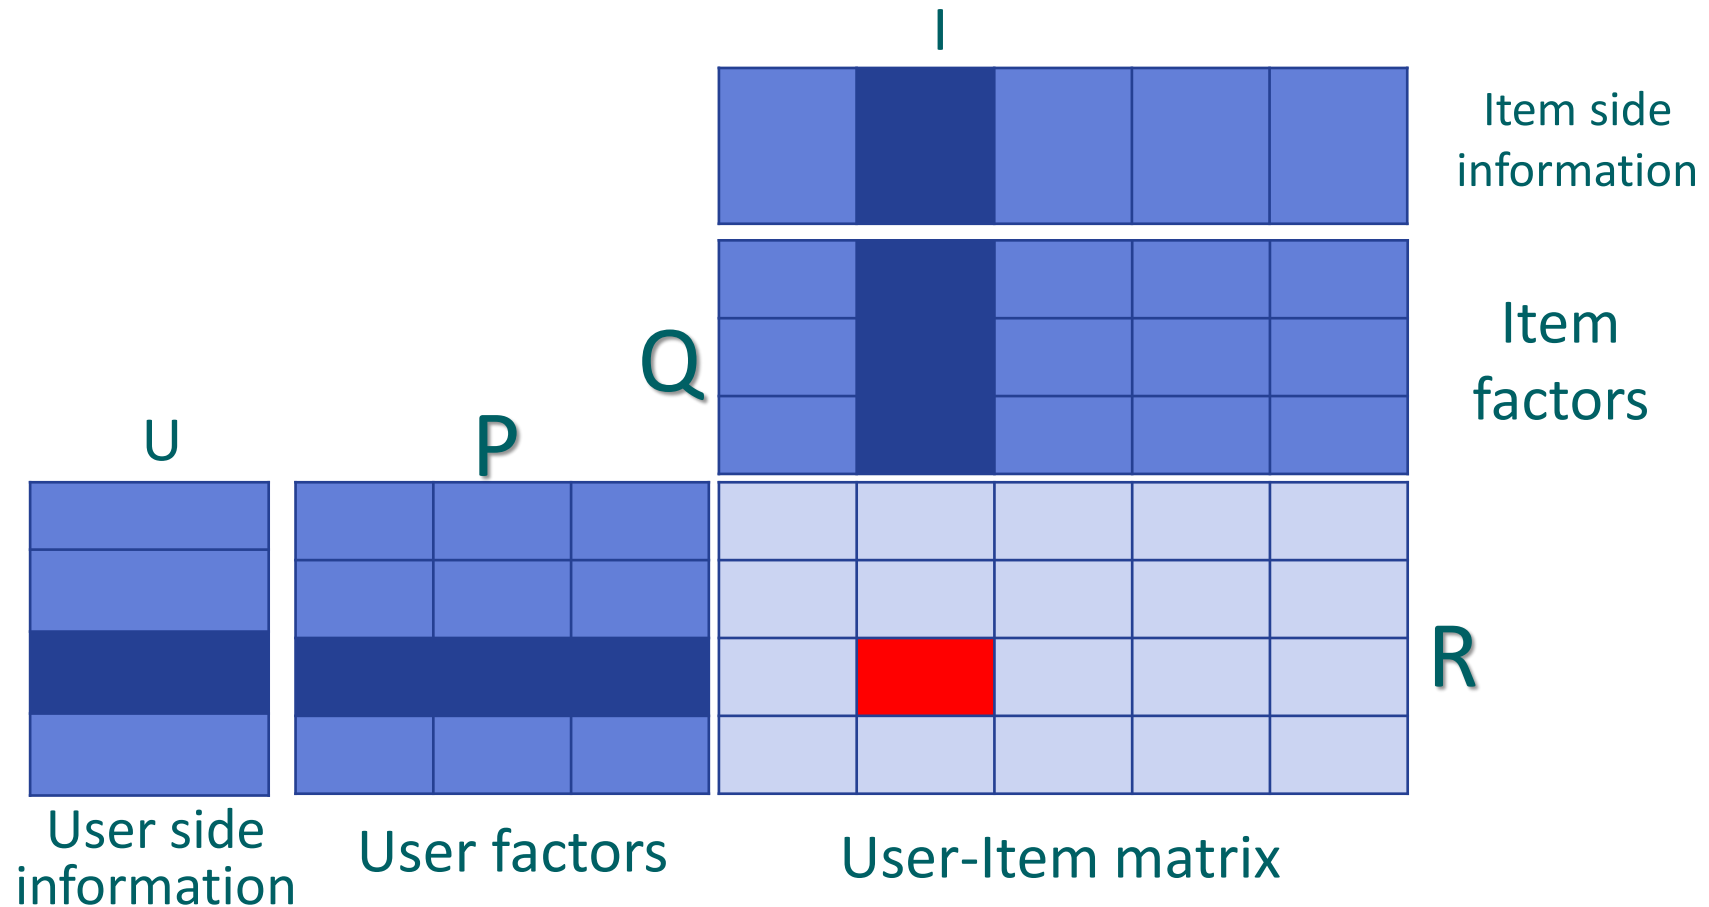 I
Item side
information
Q
Item
factors
U
P
R
User side
information
User factors
User-Item matrix